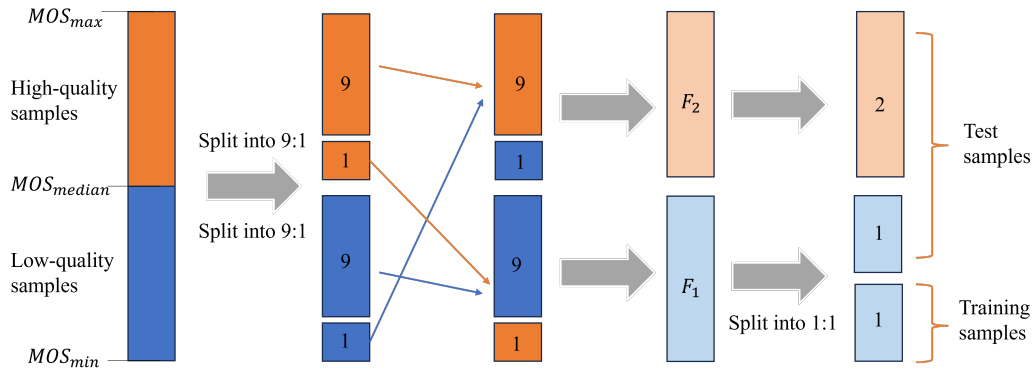 MOS_max
High-quality
samples
MOS_median
Low-quality
samples
MOS_min
Split into 9:1
Split into 9:1
9
1
9
1
9
1
9
1
F_2
F_1
Split into 1:1
2
1
1
Test
samples
Training
samples